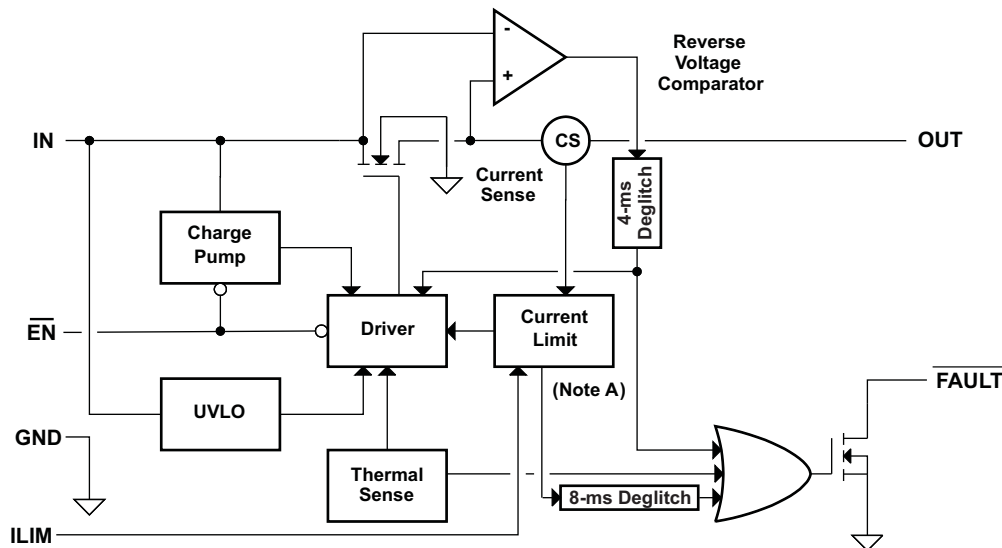 -
+
Reverse
Voltage
Comparator
IN
CS
OUT
Current
Sense
4-ms
Deglitch
Charge
Pump
EN
Driver
Current
Limit
(Note A)
FAULT
UVLO
GND
Thermal
Sense
8-ms Deglitch
ILIM